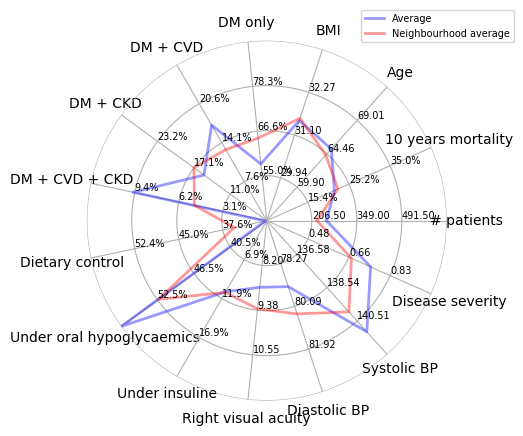 Average
Neighbourhood average
DM only
BMI
DM + CVD
Age
DM + CKD
10 years mortality
DM + CVD + CKD
# patients
Dietary control
Disease severity
Under oral hypoglycaemics
Systolic BP
Under insuline
Diastolic BP
Right visual acuity
206.50
349.00
491.50
15.4%
25.2%
35.0%
59.90
64.46
69.01
29.94
31.10
32.27
55.0%
66.6%
78.3%
7.6%
14.1%
20.6%
11.0%
17.1%
23.2%
3.1%
6.2%
9.4%
37.6%
45.0%
52.4%
40.5%
46.5%
52.5%
6.9%
11.9%
16.9%
8.20
9.38
10.55
78.27
80.09
81.92
136.58
138.54
140.51
0.48
0.66
0.83